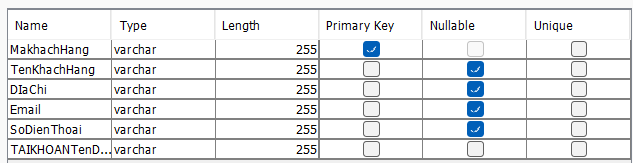 Name Type Length Primary Key Nullable Unique
MakhachHang varchar 255
TenKhachHang varchar 255
DIaChi varchar 255
Email varchar 255
SoDienThoai varchar 255
TAIKHOANTenD... varchar 255